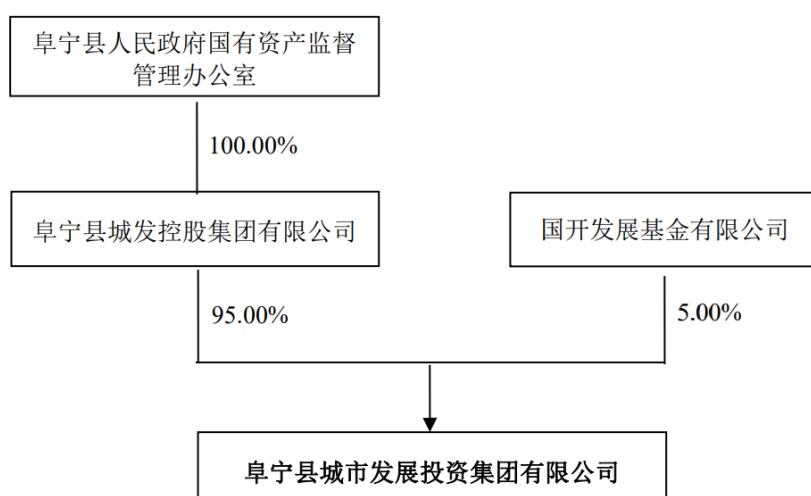 阜宁县人民政府国有资产监督
管理办公室
100.00%
阜宁县城发控股集团有限公司
国开发展基金有限公司
95.00%
5.00%
阜宁县城市发展投资集团有限公司